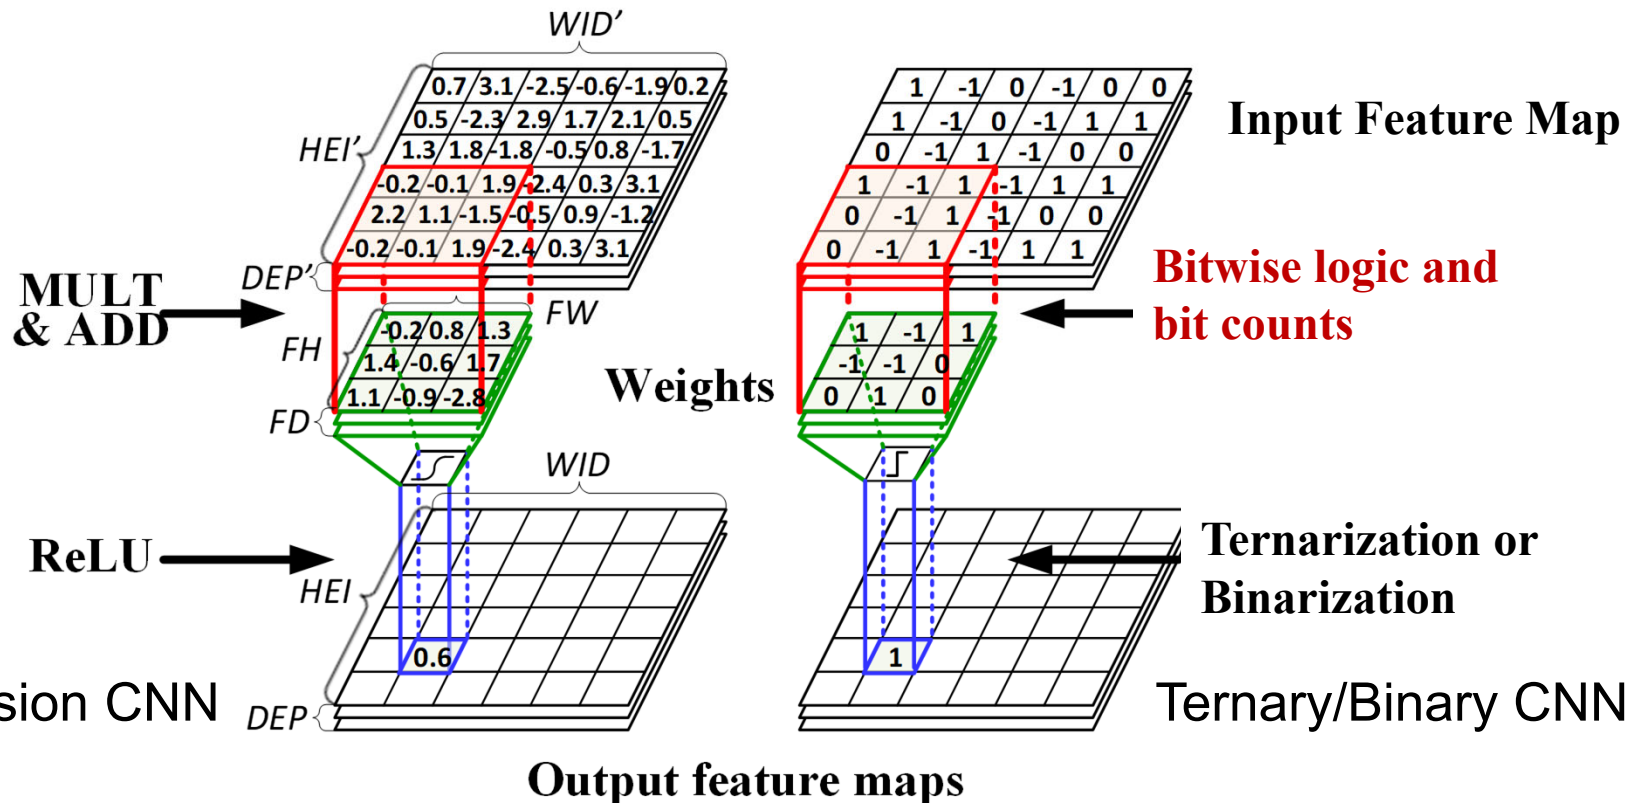 WID’
0.7 3.1 -2.5 -0.6 -1.9 0.2
0.5 -2.3 2.9 1.7 2.1 0.5
1.3 1.8 -1.8 -0.5 0.8 -1.7
-0.2 -0.1 1.9 -2.4 0.3 3.1
2.2 1.1 -1.5 -0.5 0.9 -1.2
-0.2 -0.1 1.9 -2.4 0.3 3.1
HEI’
DEP’
1 -1 0 -1 0 0
1 -1 0 -1 1 1
0 -1 1 -1 0 0
1 -1 1 -1 1 1
0 -1 1 -1 0 0
0 -1 1 -1 1 1
Input Feature Map
MULT
& ADD
Bitwise logic and
bit counts
FW
FH
FD
-0.2 0.8 1.3
1.4 -0.6 1.7
1.1 -0.9 -2.8
Weights
1 -1 1
-1 -1 0
0 1 0
WID
ReLU
HEI
0.6
DEP
1
Ternarization or
Binarization
sion CNN
Ternary/Binary CNN
Output feature maps